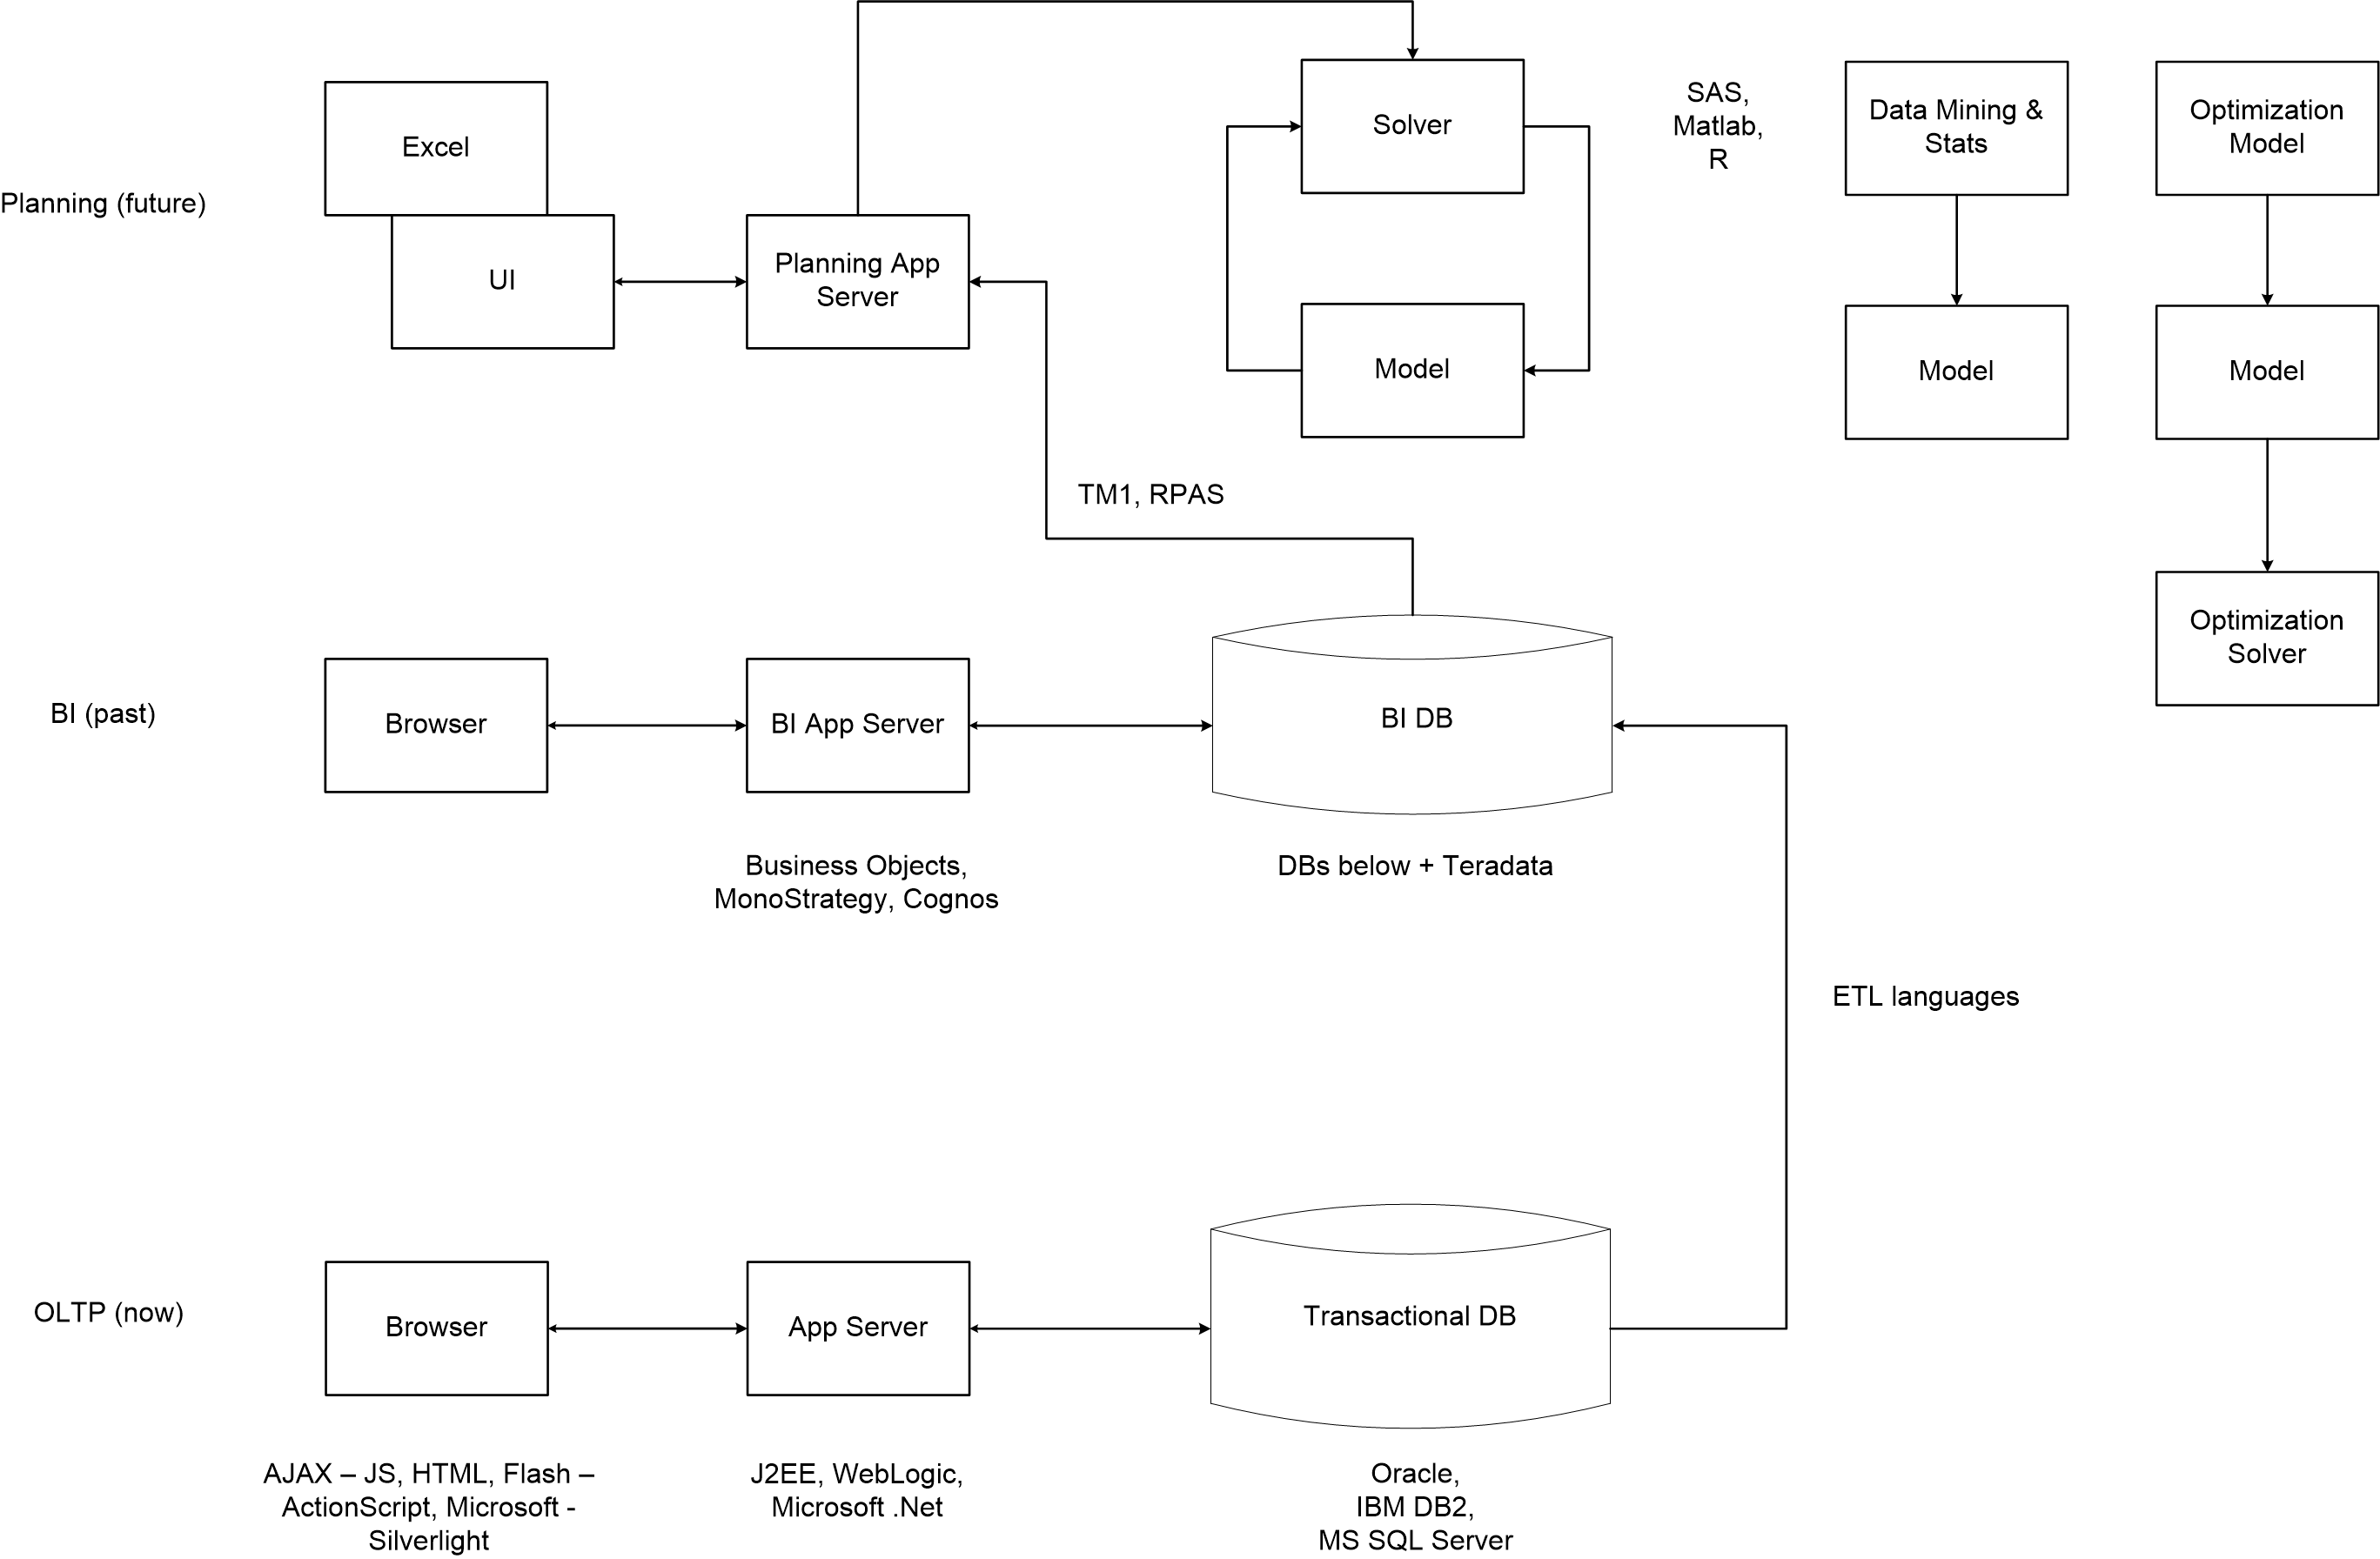 Planning (future)
Excel
UI
Planning App
Server
Solver
Model
SAS,
Matlab,
R
Data Mining &
Stats
Model
Optimization
Model
Model
Optimization
Solver
TM1, RPAS
BI (past)
Browser
BI App Server
BI DB
Business Objects,
MonoStrategy, Cognos
DBs below + Teradata
ETL languages
OLTP (now)
Browser
App Server
Transactional DB
AJAX – JS, HTML, Flash –
ActionScript, Microsoft -
Silverlight
J2EE, WebLogic,
Microsoft .Net
Oracle,
IBM DB2,
MS SQL Server